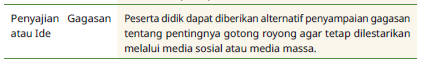 Penyajian Gagasan atau Ide
Peserta didik dapat diberikan alternatif penyampaian gagasan
tentang pentingnya gotong royong agar tetap dilestarikan
melalui media sosial atau media massa.